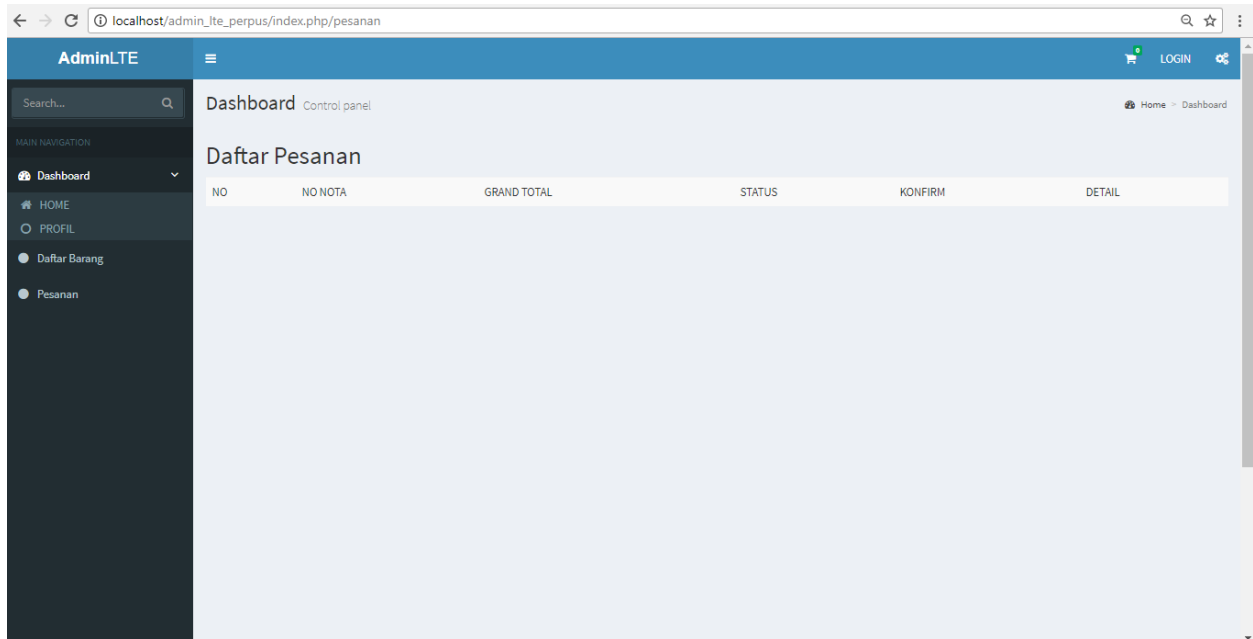 localhost/admin_lte_perpus/index.php/pesanan
AdminLTE
0
LOGIN
Search...
Dashboard Control panel
Home > Dashboard
MAIN NAVIGATION
Dashboard
HOME
PROFIL
Daftar Barang
Pesanan
Daftar Pesanan
NO NO NOTA GRAND TOTAL STATUS KONFIRM DETAIL